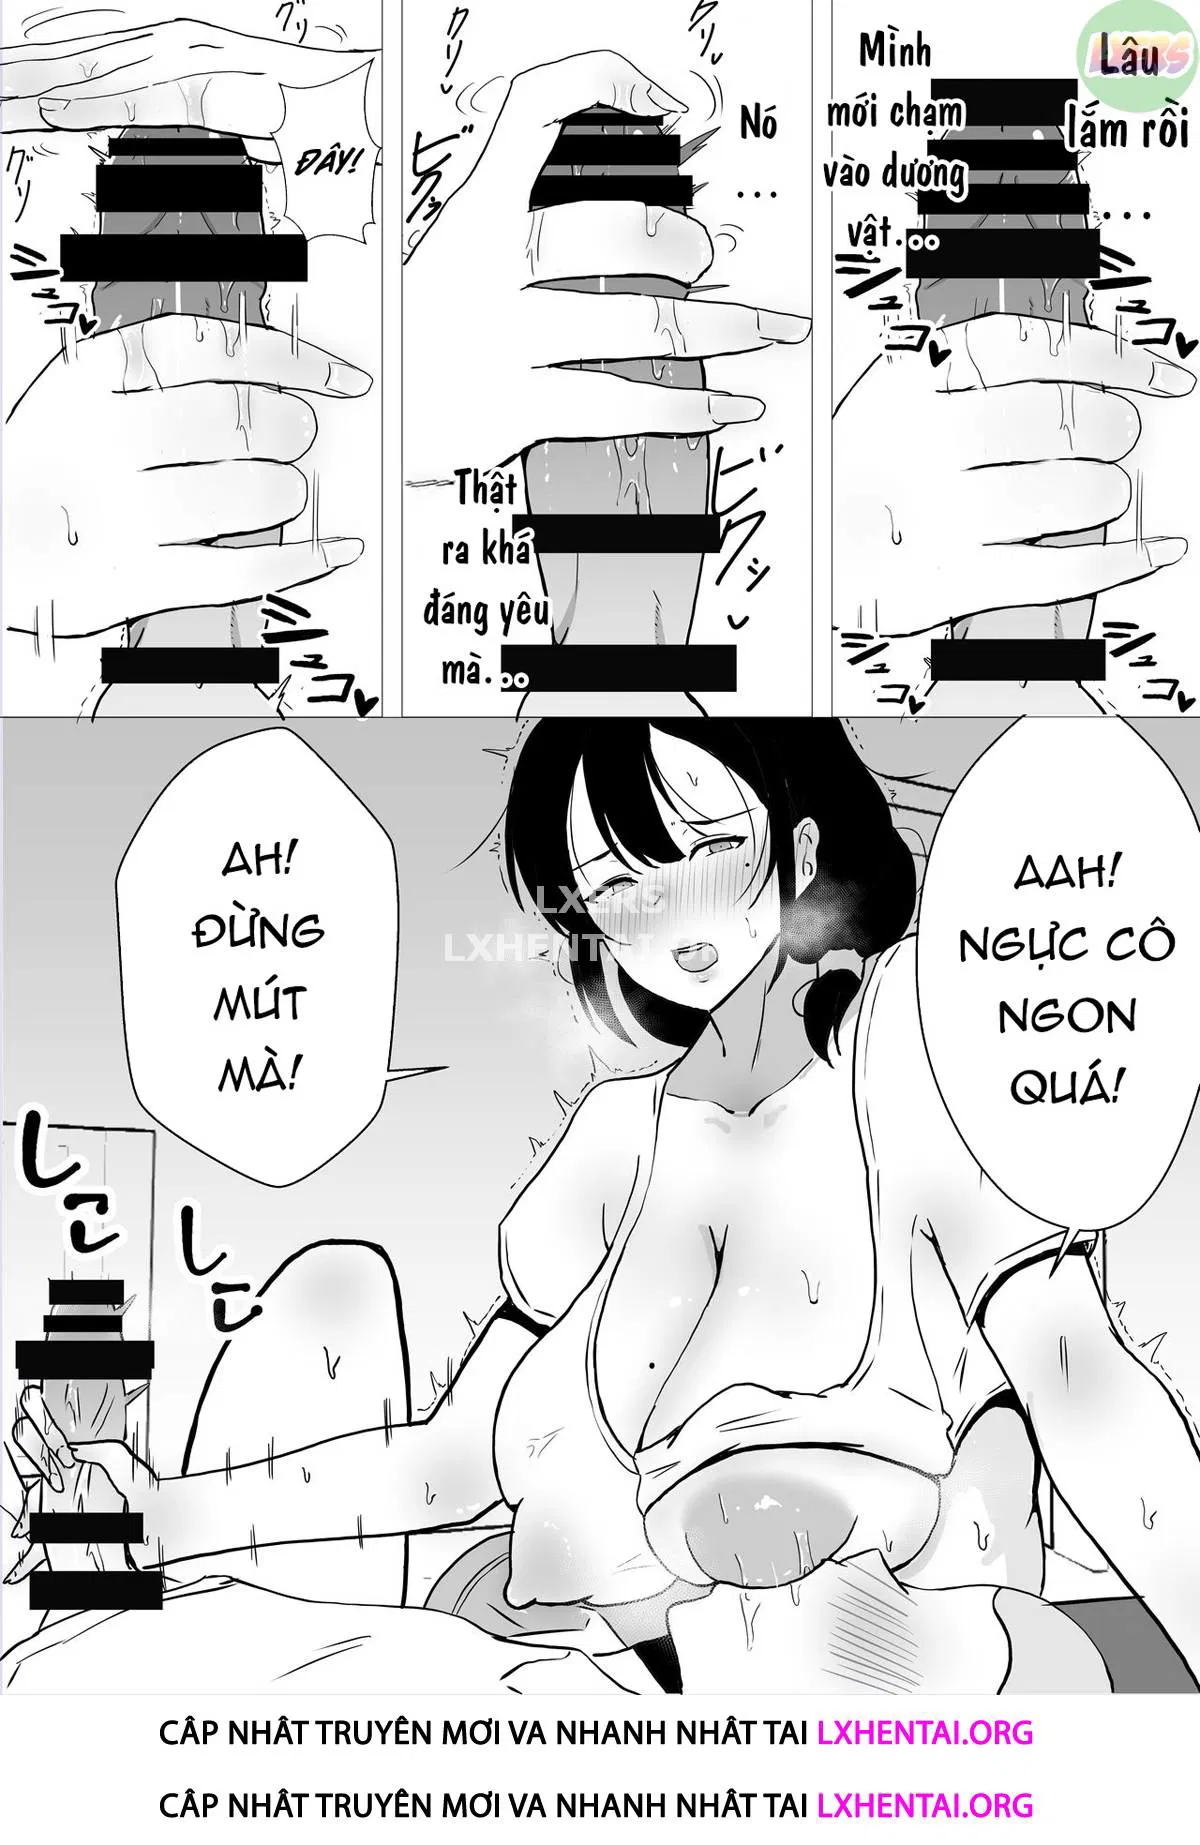 LXERS
Lâu
lắm rồi
...
Mình
mới chạm
vào dương
vật...
Nó
...
Thật
ra khá
đáng yêu
mà...
ĐÂY!
AAH!
NGỰC CÔ
NGON
QUÁ!
AH!
ĐỪNG
MÚT
MÀ!
LXERS
LXHENTAI.ORG
CẬP NHẬT TRUYỆN MỚI VÀ NHANH NHẤT TẠI LXHENTAI.ORG
CẬP NHẬT TRUYỆN MỚI VÀ NHANH NHẤT TẠI LXHENTAI.ORG